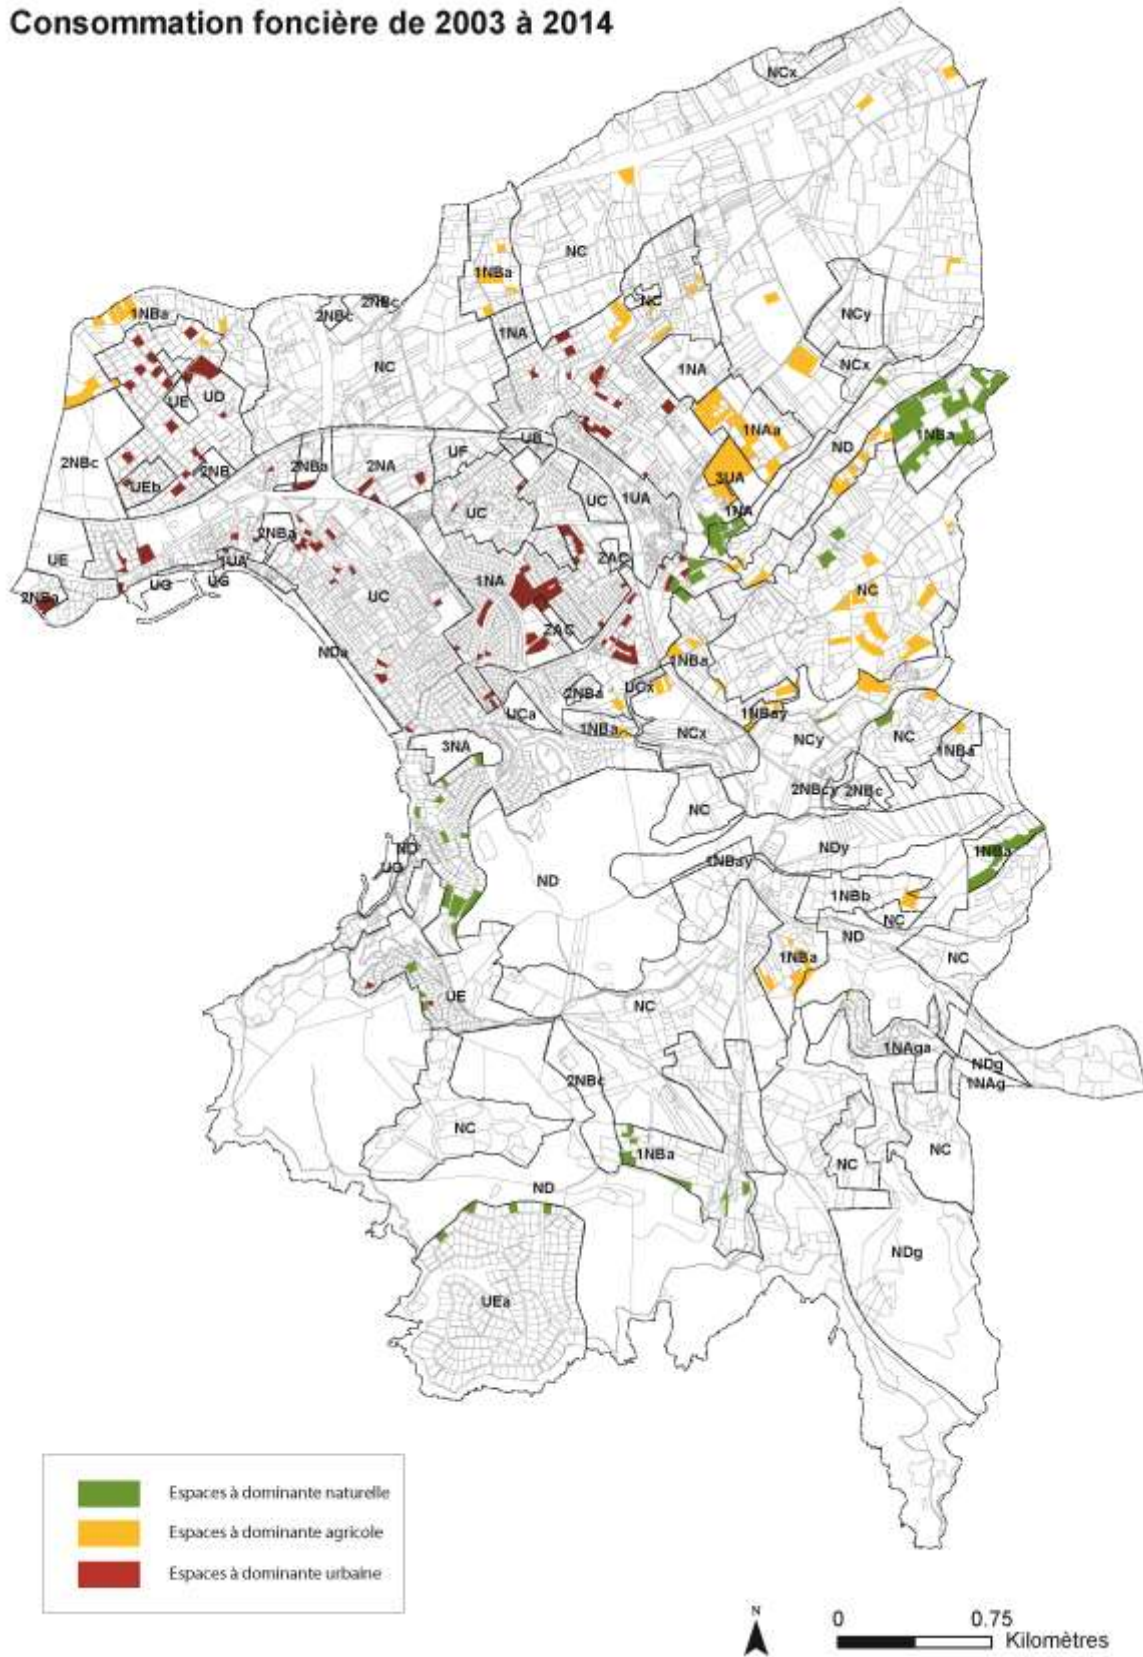 Consommation foncière de 2003 à 2014
NCx
NC
1NBa
NC
1NBa
2NBc
2NBc
1NA
NCy
NC
1NA
NCx
UE
UD
1NAa
1NBa
ND
2NBc
2NB
2NBa
2NA
UF
UB
3UA
UEb
UC
UC
1UA
1NA
2NBa
UE
ZAC
1UA
UG
UG
2NBa
1NA
UC
NC
ZAC
NDa
1NBa
2NBa
UCx
UCa
1NBay
1NBa
NCx
NCy
NC
1NBa
3NA
2NBcy
2NBc
NC
ND
NDy
1NBa
UG
1NBay
ND
1NBb
NC
ND
1NBa
NC
UE
NC
1NAga
NDg
1NAg
2NBc
NC
1NBa
NC
NC
ND
NDg
UEa
Espaces à dominante naturelle
Espaces à dominante agricole
Espaces à dominante urbaine
N
0
0.75
Kilomètres